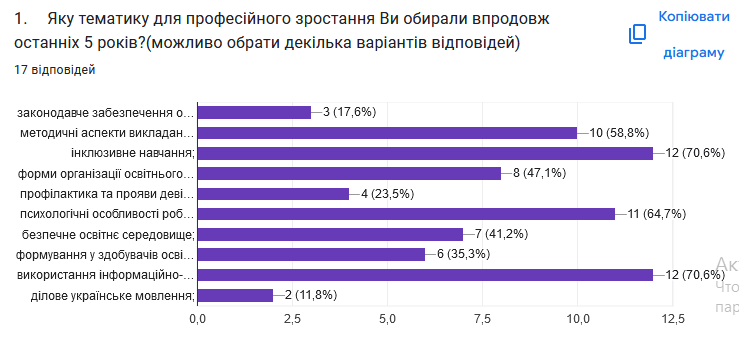 1. Яку тематику для професійного зростання Ви обирали впродовж
останніх 5 років?(можливо обрати декілька варіантів відповідей)
Копіювати
діаграму
17 відповідей
законодавче забезпечення о… 3 (17,6%)
методичні аспекти викладан… 10 (58,8%)
інклюзивне навчання; 12 (70,6%)
форми організації освітнього… 8 (47,1%)
профілактика та прояви деві… 4 (23,5%)
психологічні особливості роб… 11 (64,7%)
безпечне освітнє середовище; 7 (41,2%)
формування у здобувачів осві… 6 (35,3%)
використання інформаційно-… 12 (70,6%)
ділове українське мовлення; 2 (11,8%)
0,0 2,5 5,0 7,5 10,0 12,5
Ак
Что
пар